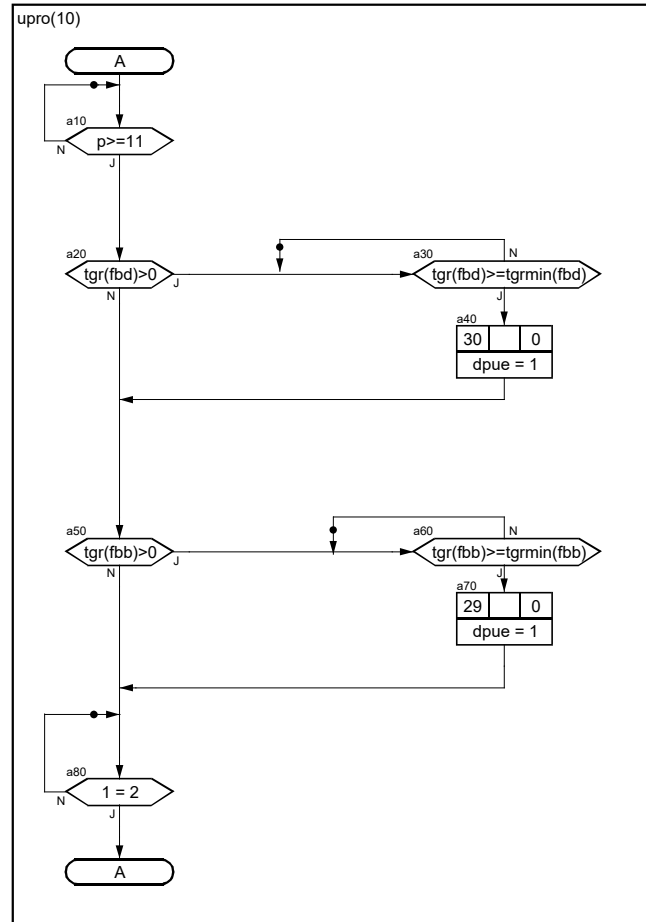 upro(10)
A
a10
p>=11
N
J
a20
tgr(fbd)>0
J
N
a30
N
tgr(fbd)>=tgrmin(fbd)
J
a40
30 0
dpue = 1
a50
tgr(fbb)>0
J
N
a60
N
tgr(fbb)>=tgrmin(fbb)
J
a70
29 0
dpue = 1
a80
1 = 2
N
J
A